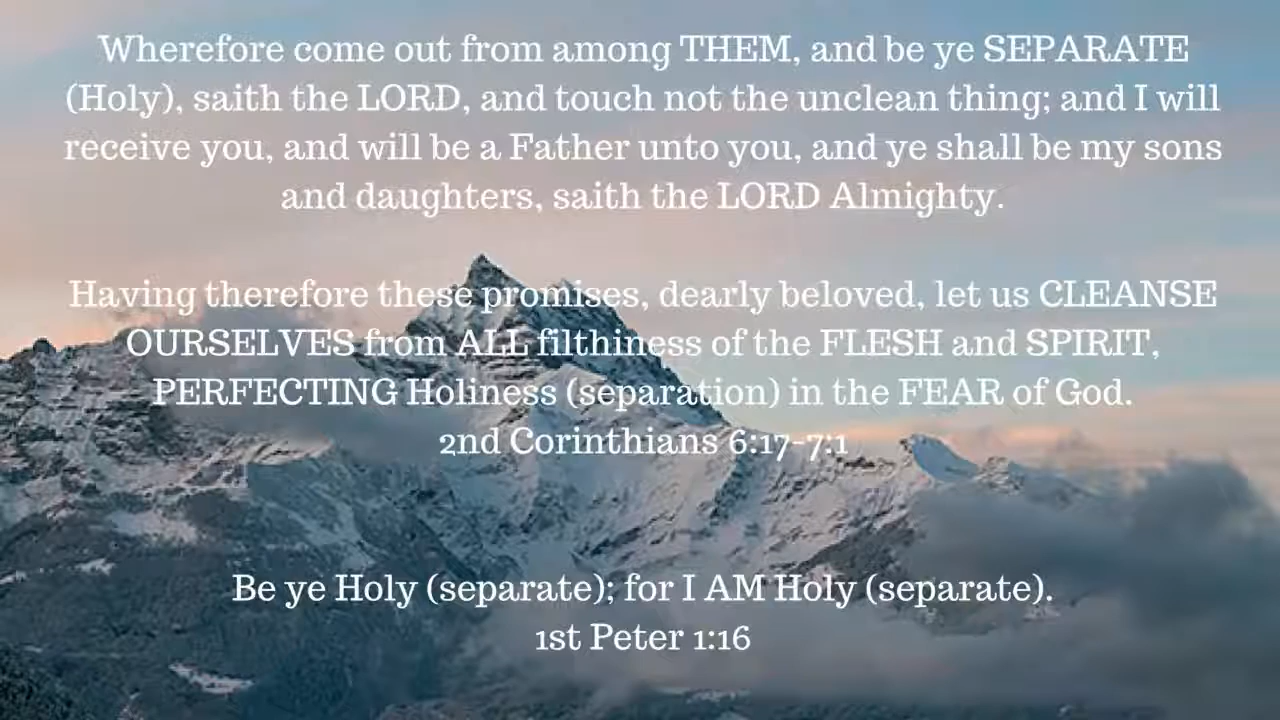 Wherefore come out from among THEM, and be ye SEPARATE
(Holy), saith the LORD, and touch not the unclean thing; and I will
receive you, and will be a Father unto you, and ye shall be my sons
and daughters, saith the LORD Almighty.
Having therefore these promises, dearly beloved, let us CLEANSE
OURSELVES from ALL filthiness of the FLESH and SPIRIT,
PERFECTING Holiness (separation) in the FEAR of God.
2nd Corinthians 6:17-7:1
Be ye Holy (separate); for I AM Holy (separate).
1st Peter 1:16